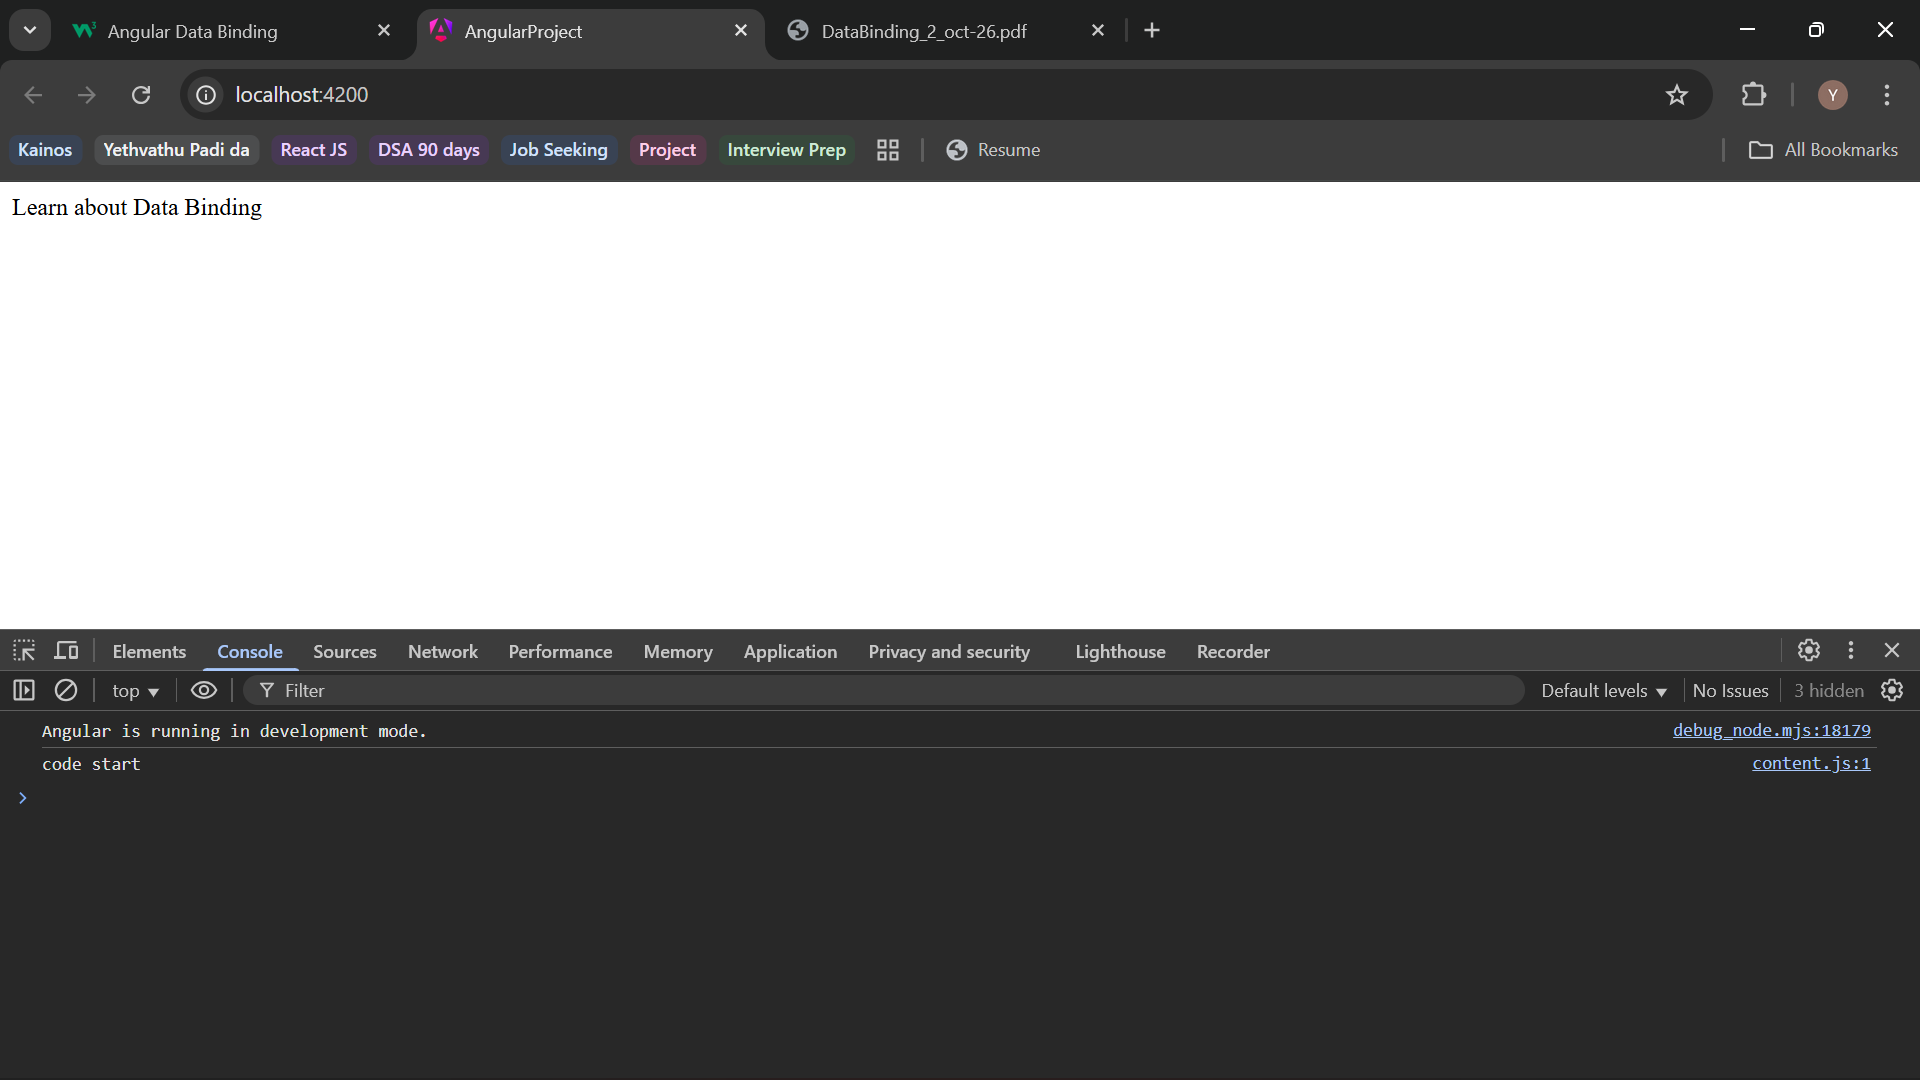 Angular Data Binding
AngularProject
DataBinding_2_oct-26.pdf
localhost:4200
Y
Kainos
Yethvathu Padi da
React JS
DSA 90 days
Job Seeking
Project
Interview Prep
Resume
All Bookmarks
Learn about Data Binding
Elements
Console
Sources
Network
Performance
Memory
Application
Privacy and security
Lighthouse
Recorder
top
Filter
Default levels
No Issues
3 hidden
Angular is running in development mode.
debug_node.mjs:18179
code start
content.js:1